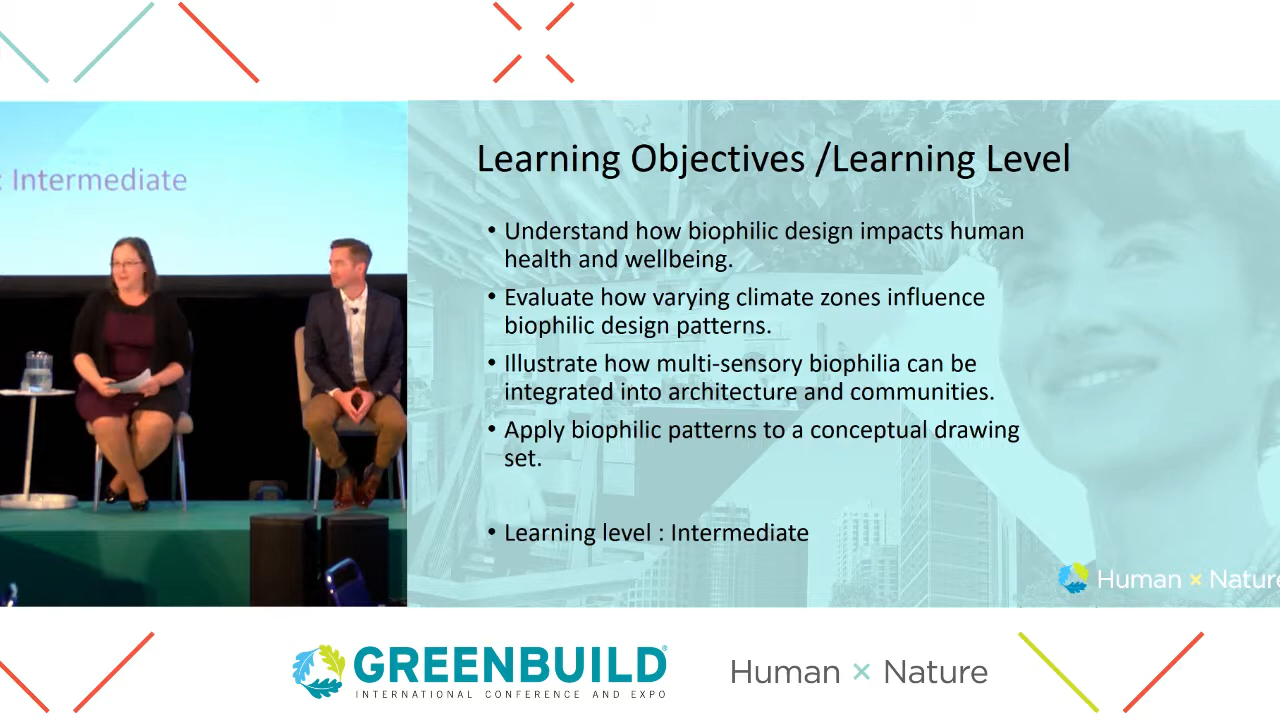 : Intermediate
Learning Objectives /Learning Level
• Understand how biophilic design impacts human
health and wellbeing.
• Evaluate how varying climate zones influence
biophilic design patterns.
• Illustrate how multi-sensory biophilia can be
integrated into architecture and communities.
• Apply biophilic patterns to a conceptual drawing
set.
• Learning level : Intermediate
Human × Nature
GREENBUILD®
INTERNATIONAL CONFERENCE AND EXPO
Human × Nature